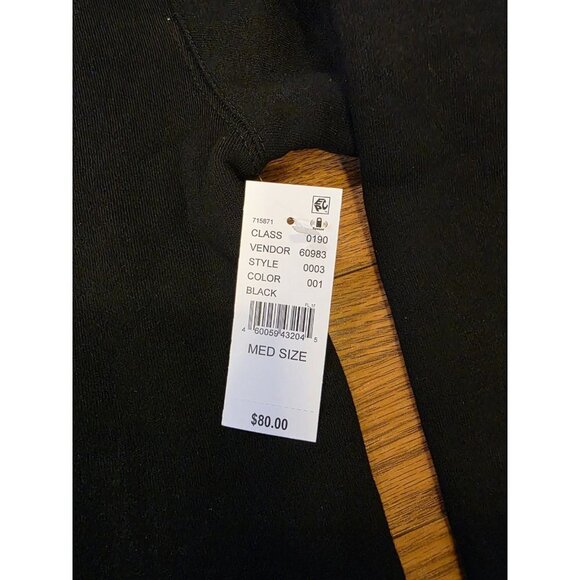 715871
CLASS 0190
VENDOR 60983
STYLE 0003
COLOR 001
BLACK
4 60059 43204 5
MED SIZE
$80.00